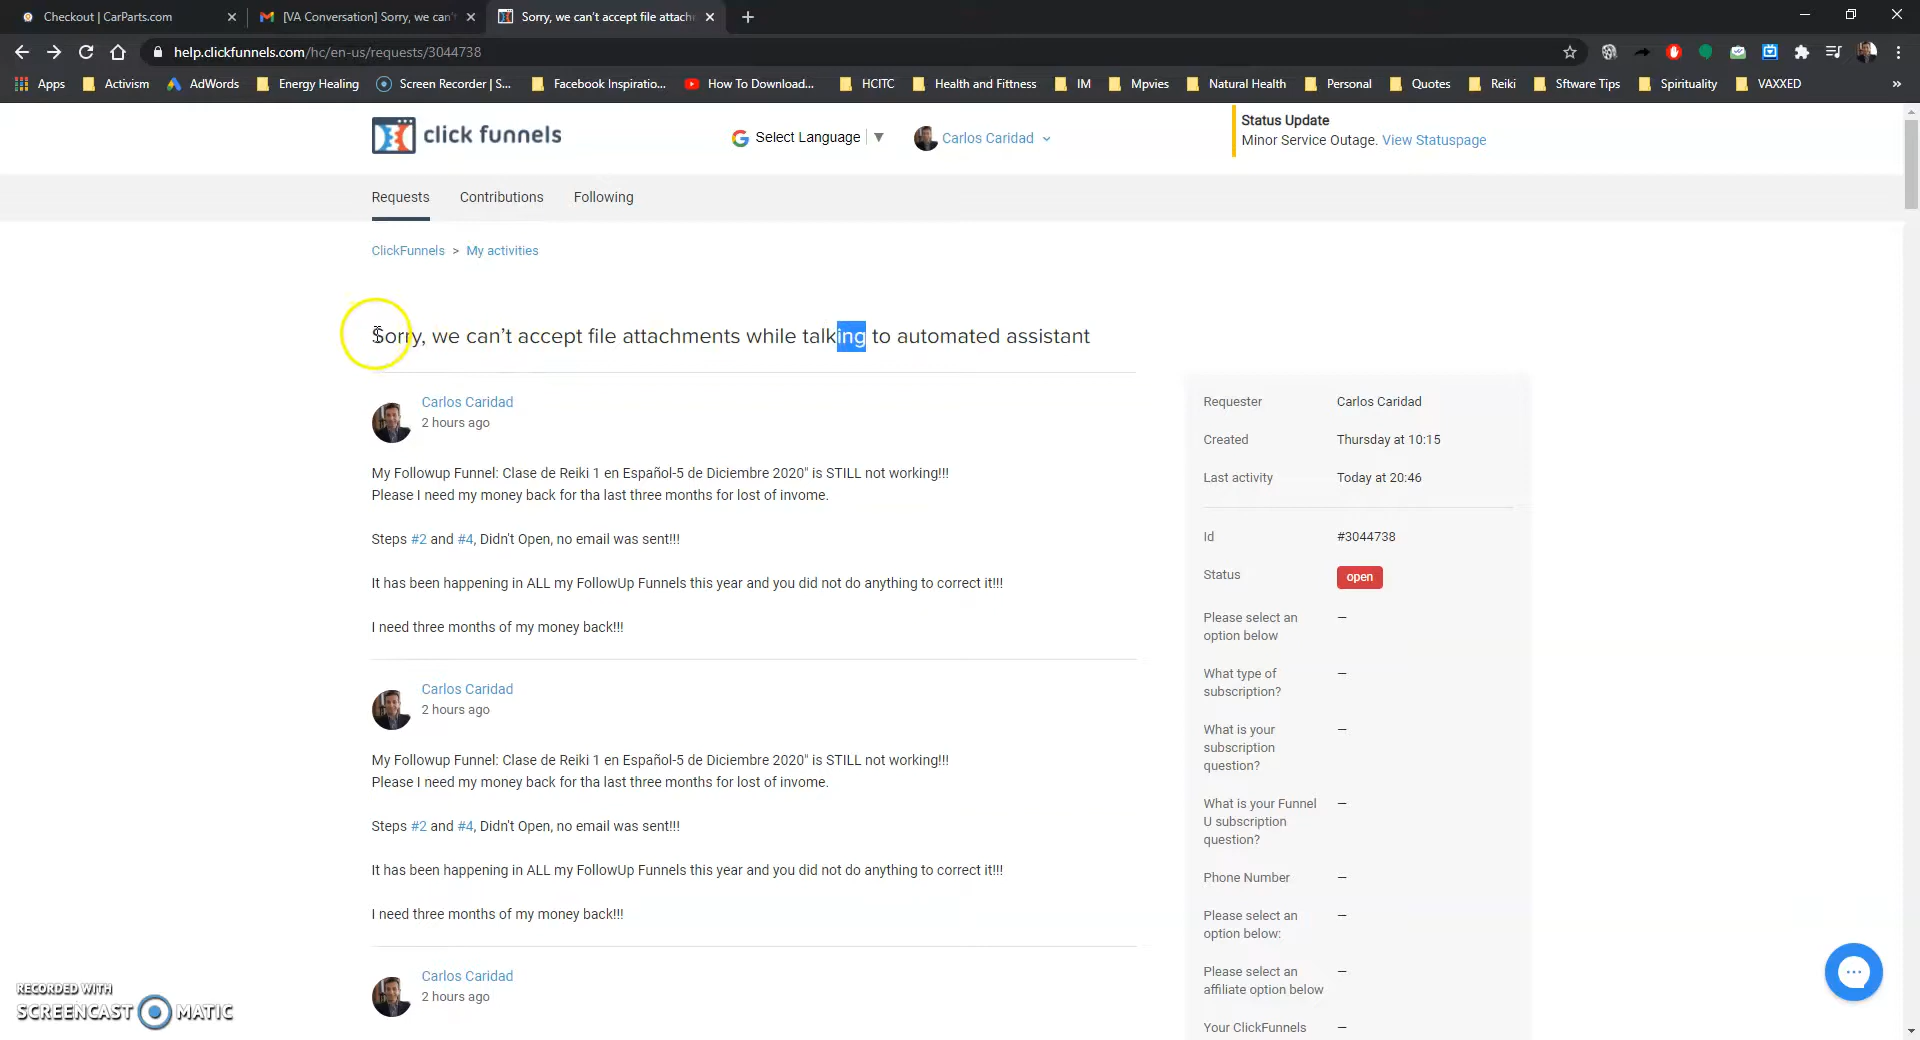 Checkout | CarParts.com
[VA Conversation] Sorry, we can't
Sorry, we can't accept file attach
help.clickfunnels.com/hc/en-us/requests/3044738
Apps
Activism
AdWords
Energy Healing
Screen Recorder | S...
Facebook Inspiratio...
How To Download...
HCITC
Health and Fitness
IM
Mpvies
Natural Health
Personal
Quotes
Reiki
Sftware Tips
Spirituality
VAXXED
»
click funnels
Select Language
Carlos Caridad
Status Update
Minor Service Outage. View Statuspage
Requests
Contributions
Following
ClickFunnels > My activities
Sorry, we can't accept file attachments while talking to automated assistant
Carlos Caridad
2 hours ago
My Followup Funnel: Clase de Reiki 1 en Español-5 de Diciembre 2020" is STILL not working!!!
Please I need my money back for tha last three months for lost of invome.
Steps #2 and #4, Didn't Open, no email was sent!!!
It has been happening in ALL my FollowUp Funnels this year and you did not do anything to correct it!!!
I need three months of my money back!!!
Carlos Caridad
2 hours ago
My Followup Funnel: Clase de Reiki 1 en Español-5 de Diciembre 2020" is STILL not working!!!
Please I need my money back for tha last three months for lost of invome.
Steps #2 and #4, Didn't Open, no email was sent!!!
It has been happening in ALL my FollowUp Funnels this year and you did not do anything to correct it!!!
I need three months of my money back!!!
Carlos Caridad
2 hours ago
Requester Carlos Caridad
Created Thursday at 10:15
Last activity Today at 20:46
Id #3044738
Status open
Please select an —
option below
What type of —
subscription?
What is your —
subscription
question?
What is your Funnel —
U subscription
question?
Phone Number —
Please select an —
option below:
Please select an —
affiliate option below
Your ClickFunnels —
RECORDED WITH
SCREENCAST MATIC